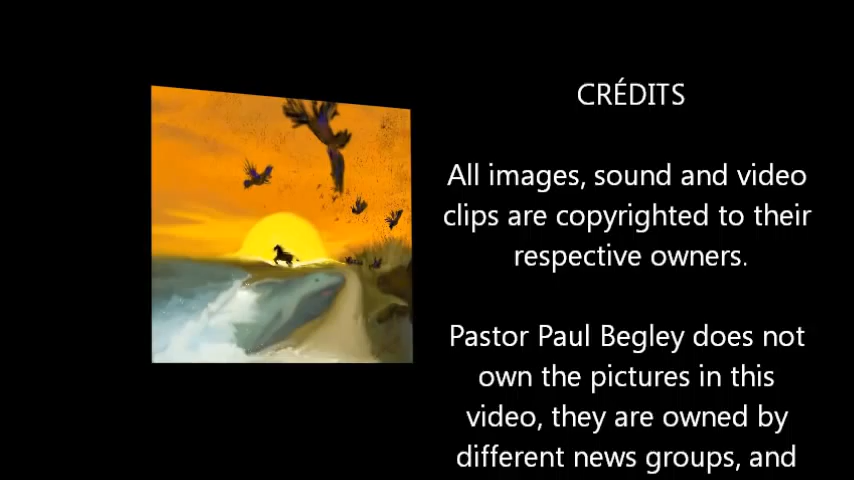 CRÉDITS
All images, sound and video
clips are copyrighted to their
respective owners.
Pastor Paul Begley does not
own the pictures in this
video, they are owned by
different news groups, and